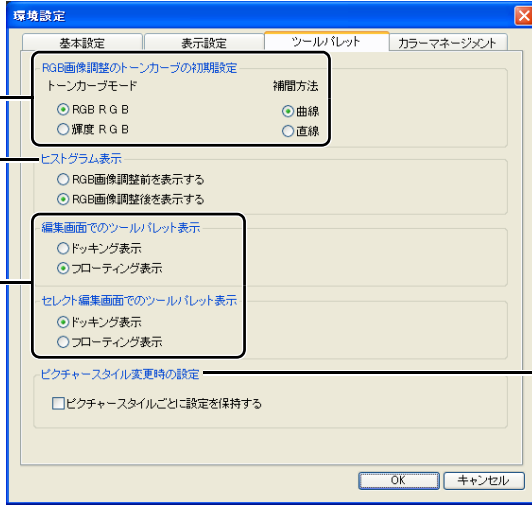 環境設定
基本設定 表示設定 ツールパレット カラーマネージメント
RGB画像調整のトーンカーブの初期設定
トーンカーブモード 補間方法
RGB R G B 曲線
輝度 R G B 直線
ヒストグラム表示
RGB画像調整前を表示する
RGB画像調整後を表示する
編集画面でのツールパレット表示
ドッキング表示
フローティング表示
セレクト編集画面でのツールパレット表示
ドッキング表示
フローティング表示
ピクチャースタイル変更時の設定
ピクチャースタイルごとに設定を保持する
OK キャンセル